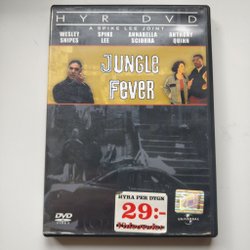 HYR DVD
A SPIKE LEE JOINT
WESLEY SNIPES
SPIKE LEE
ANNABELLA SCIORRA
ANTHONY QUINN
JUNGLE
FEVER
HYRA PER DYGN
29:-
DVD
VIDEO
UNIVERSAL